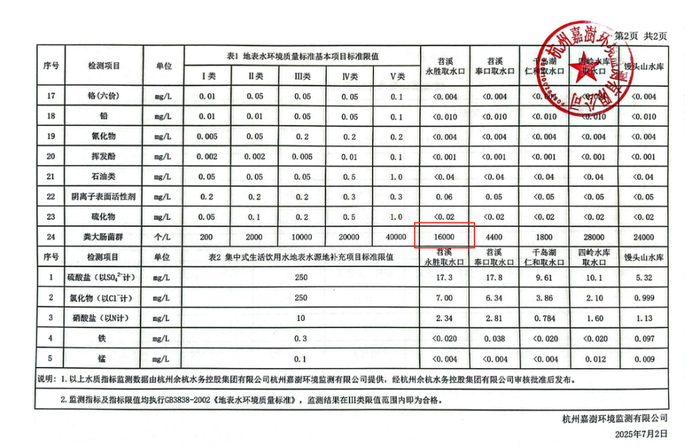 第2页 共2页
杭州嘉澍环境监测有限公司
序号 检测项目 单位 表1 地表水环境质量标准基本项目标准限值 苕溪永胜取水口 苕溪奉口取水口 千岛湖仁和取水口 四岭水库取水口 馒头山水库
I类 II类 III类 IV类 V类
17 铬(六价) mg/L 0.01 0.05 0.05 0.05 0.1 <0.004 <0.004 <0.004 <0.004 <0.004
18 铅 mg/L 0.01 0.01 0.05 0.05 0.1 <0.010 <0.010 <0.010 <0.010 <0.010
19 氰化物 mg/L 0.005 0.05 0.2 0.2 0.2 <0.004 <0.004 <0.004 <0.004 <0.004
20 挥发酚 mg/L 0.002 0.002 0.005 0.01 0.1 <0.001 <0.001 <0.001 <0.001 <0.001
21 石油类 mg/L 0.05 0.05 0.05 0.5 1.0 <0.04 <0.04 <0.04 <0.04 <0.04
22 阴离子表面活性剂 mg/L 0.2 0.2 0.2 0.3 0.3 0.06 0.05 <0.05 <0.05 <0.05
23 硫化物 mg/L 0.05 0.1 0.2 0.5 1.0 <0.02 <0.02 <0.02 <0.02 <0.02
24 粪大肠菌群 个/L 200 2000 10000 20000 40000 16000 4400 1800 28000 24000
序号 检测项目 单位 表2 集中式生活饮用水地表水源地补充项目标准限值 苕溪永胜取水口 苕溪奉口取水口 千岛湖仁和取水口 四岭水库取水口 馒头山水库
1 硫酸盐（以SO₄²⁻计） mg/L 250 17.3 17.8 9.61 10.1 5.32
2 氯化物（以Cl⁻计） mg/L 250 7.00 6.34 3.86 2.10 0.999
3 硝酸盐（以N计） mg/L 10 2.34 2.81 0.784 1.60 1.13
4 铁 mg/L 0.3 <0.020 0.038 <0.020 <0.020 0.097
5 锰 mg/L 0.1 <0.004 <0.004 <0.004 0.012 0.009
说明：1.以上水质指标监测数据由杭州余杭水务控股集团有限公司杭州嘉澍环境监测有限公司提供，经杭州余杭水务控股集团有限公司审核批准后发布。
2.监测指标及指标限值均执行GB3838-2002《地表水环境质量标准》，监测结果在III类限值范围内即为合格。
杭州嘉澍环境监测有限公司
2025年7月2日